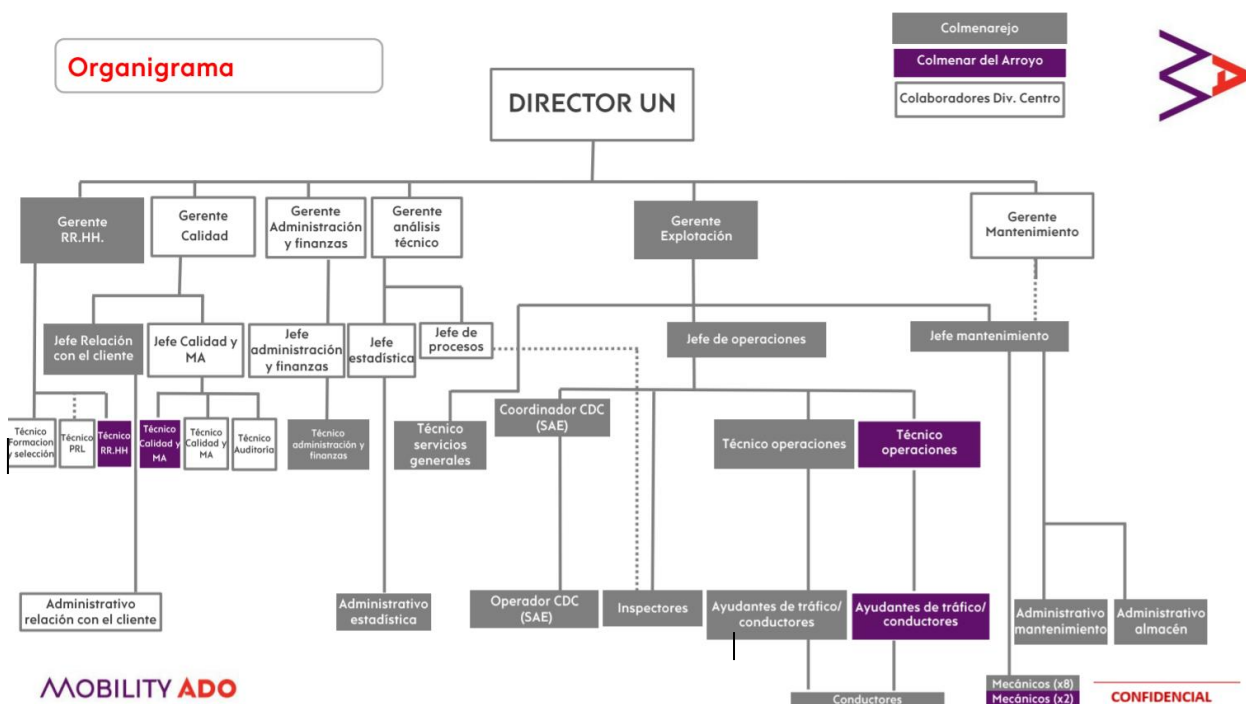 Organigrama
Colmenarejo
Colmenar del Arroyo
Colaboradores Div. Centro
DIRECTOR UN
Gerente
RR.HH.
Gerente
Calidad
Gerente
Administración
y finanzas
Gerente
análisis
técnico
Gerente
Explotación
Gerente
Mantenimiento
Jefe Relación
con el cliente
Jefe Calidad y
MA
Jefe
administración
y finanzas
Jefe
estadística
Jefe de
procesos
Jefe de operaciones
Jefe mantenimiento
Técnico
Formacion
y selección
Técnico
PRL
Técnico
RR.HH
Técnico
Calidad y
MA
Técnico
Calidad y
MA
Técnico
Auditoría
Técnico
administración y
finanzas
Técnico
servicios
generales
Coordinador CDC
(SAE)
Técnico operaciones
Técnico
operaciones
Administrativo
relación con el cliente
Administrativo
estadística
Operador CDC
(SAE)
Inspectores
Ayudantes de tráfico/
conductores
Ayudantes de tráfico/
conductores
Administrativo
mantenimiento
Administrativo
almacén
Conductores
Mecánicos (x8)
Mecánicos (x2)
MOBILITY ADO
CONFIDENCIAL